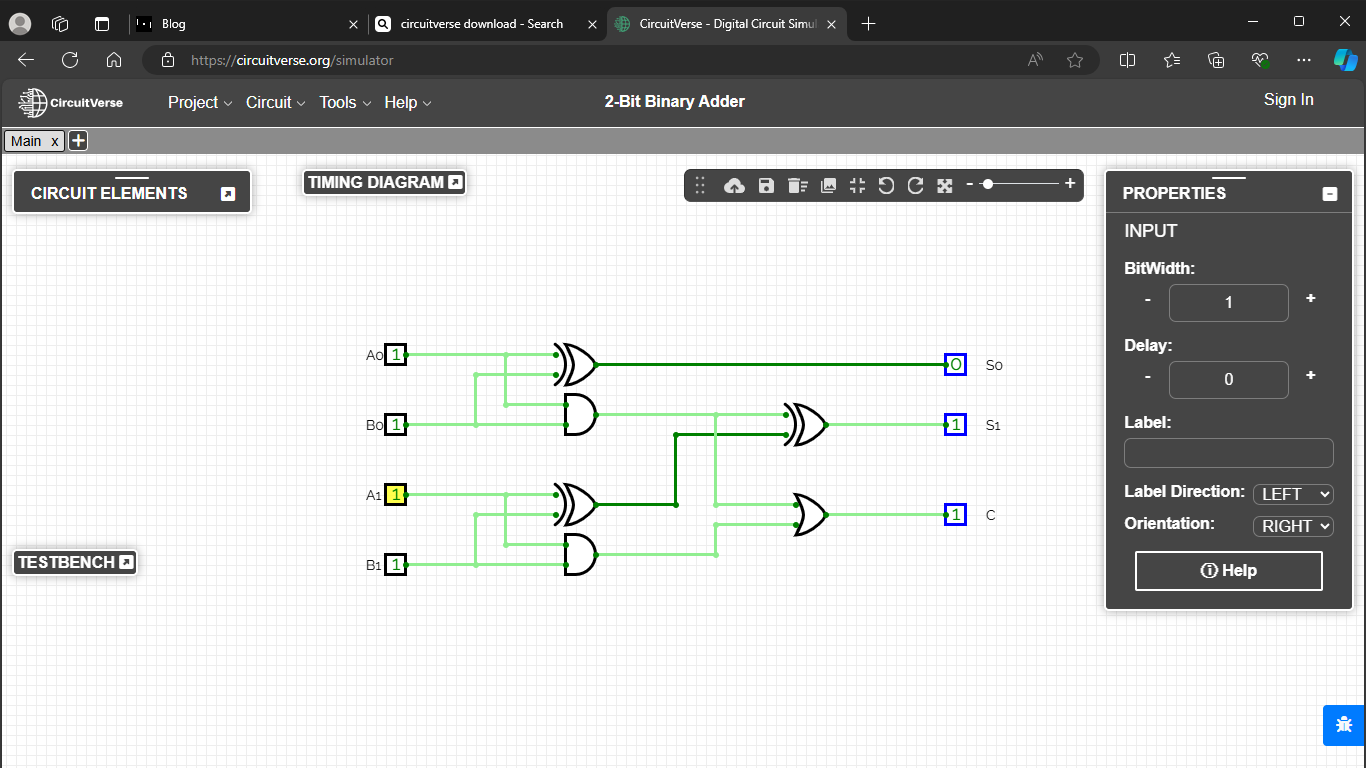 Blog
circuitverse download - Search
CircuitVerse - Digital Circuit Simul
https://circuitverse.org/simulator
CircuitVerse
Project
Circuit
Tools
Help
2-Bit Binary Adder
Sign In
Main x
CIRCUIT ELEMENTS
TIMING DIAGRAM
- +
PROPERTIES
INPUT
BitWidth:
- 1 +
Delay:
- 0 +
Label:
Label Direction: LEFT
Orientation: RIGHT
Help
A0 1
0 S0
B0 1
1 S1
A1 1
1 C
B1 1
TESTBENCH